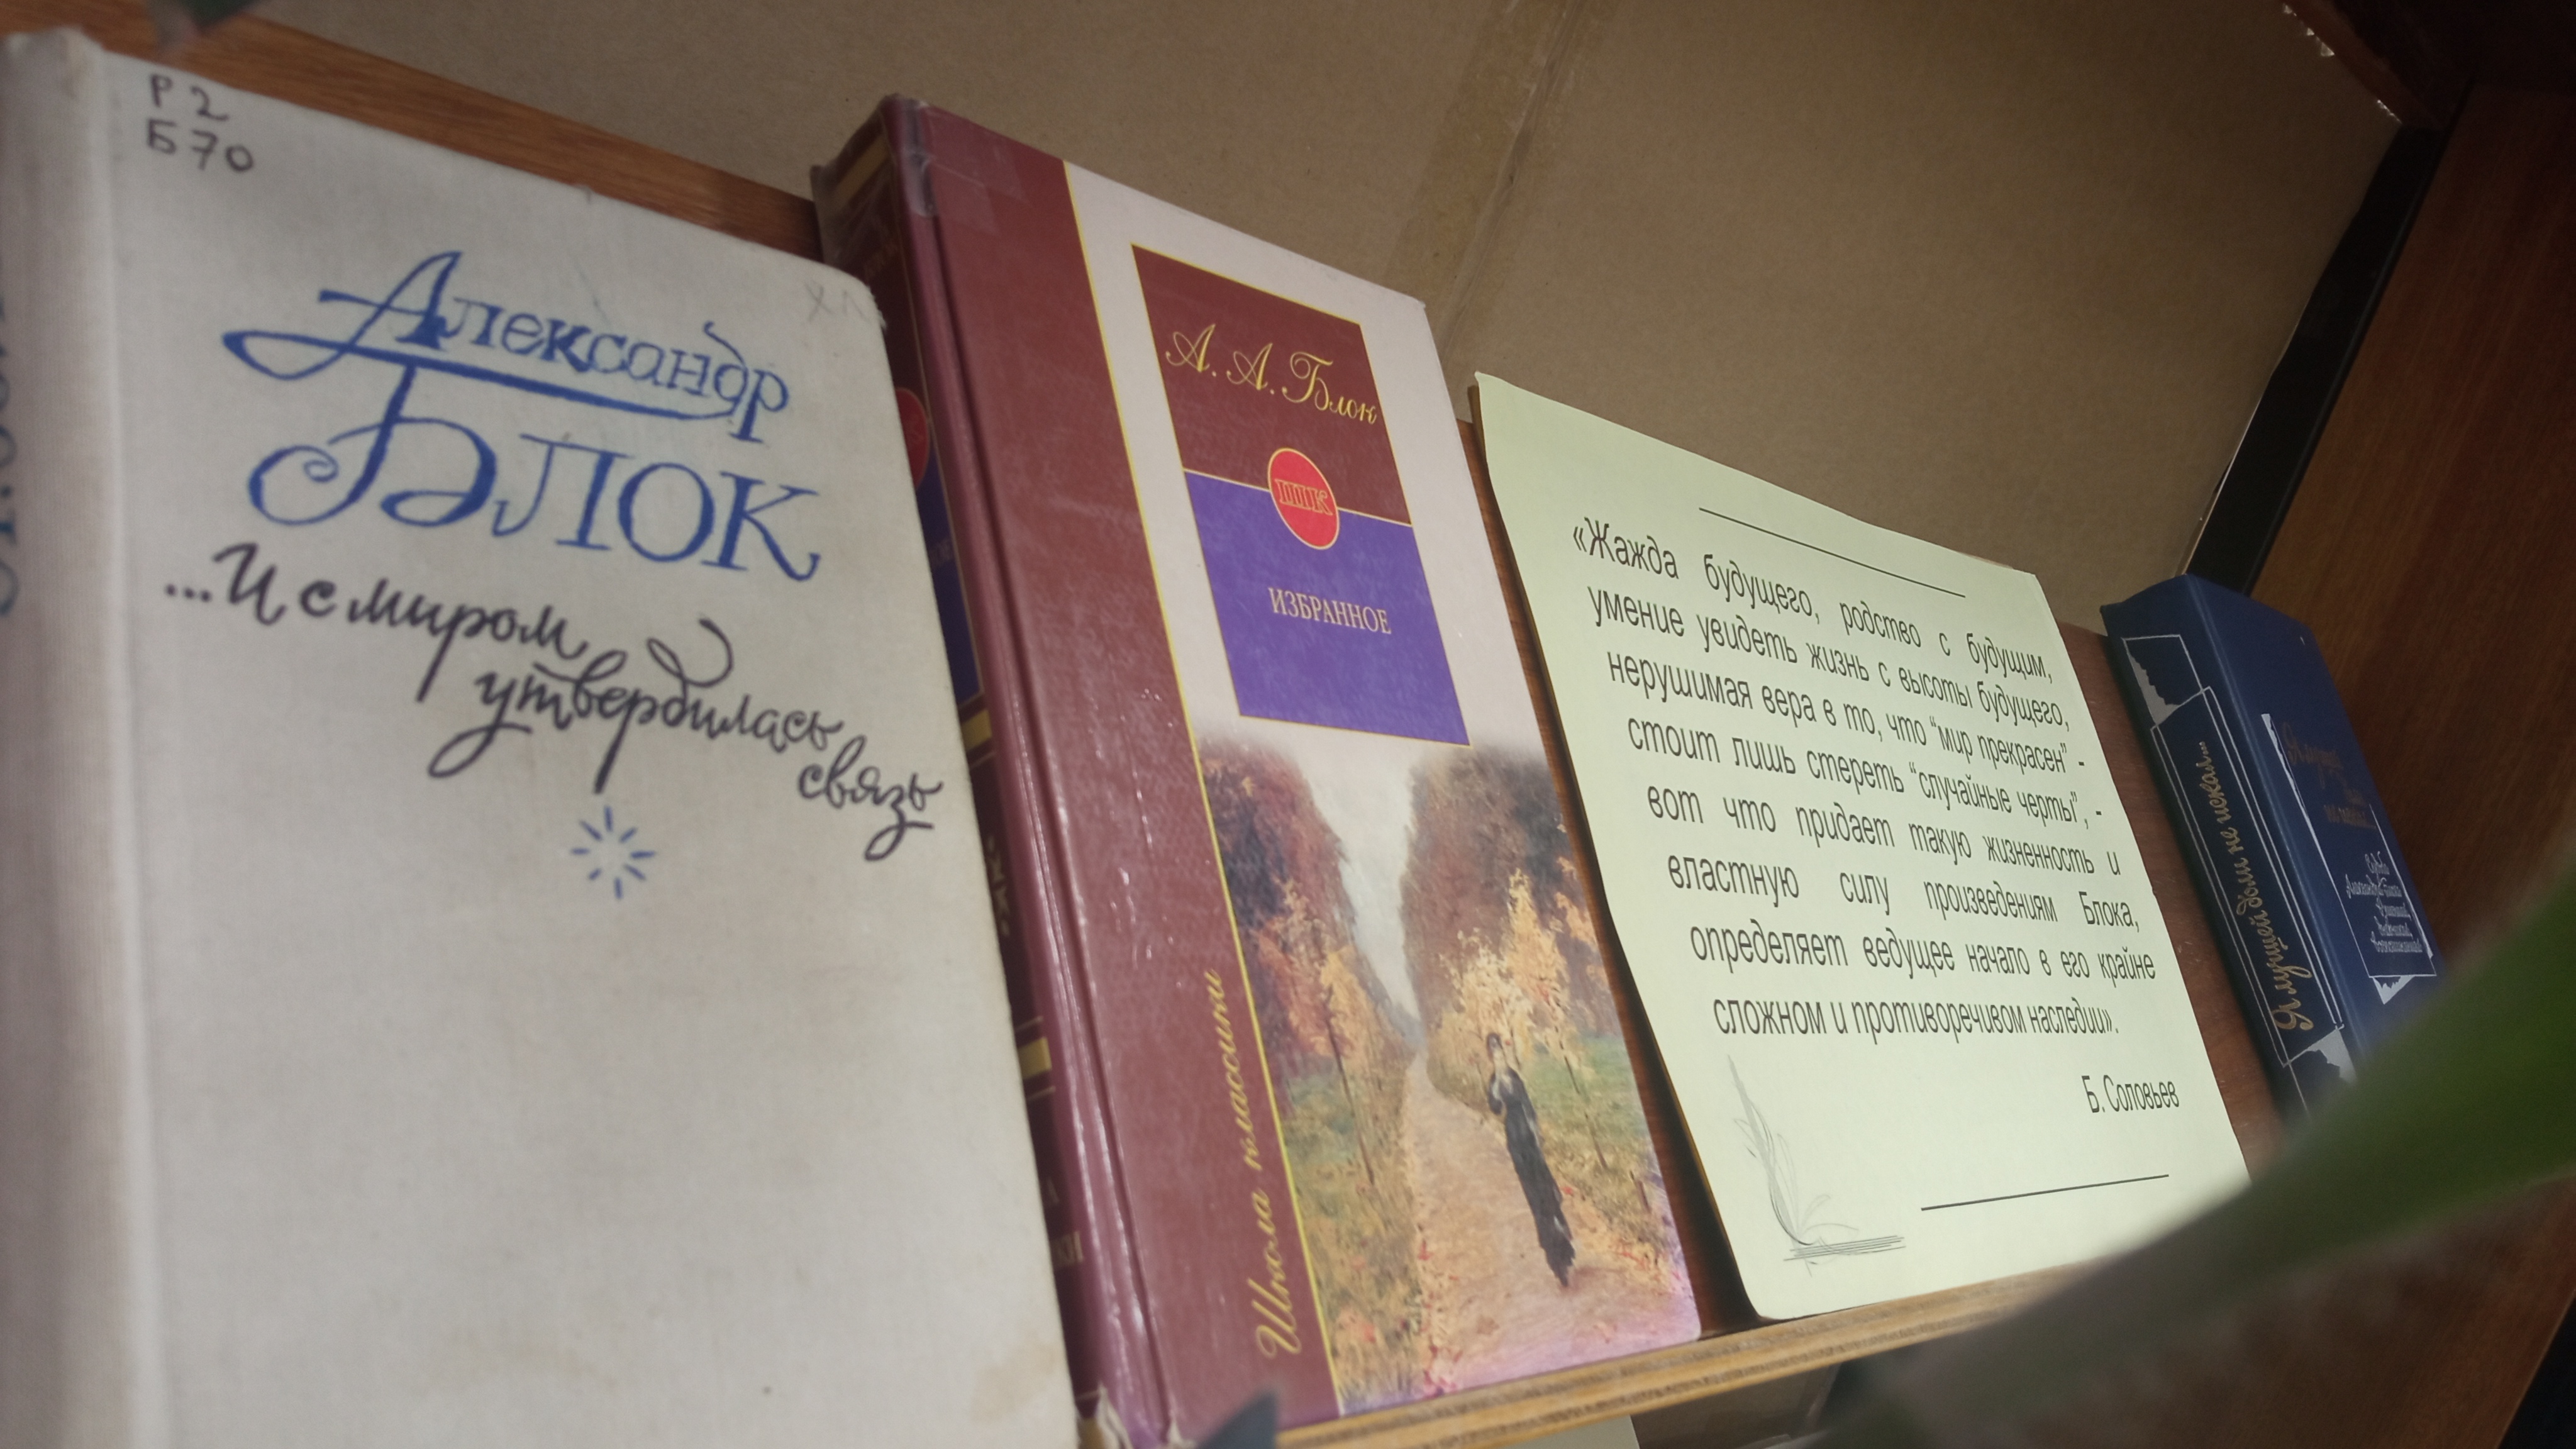 Р2
Б70
Александр
Блок
...И с миром
утвердилась
связь
А. А. Блок
ШК
ИЗБРАННОЕ
Школа классики
«Жажда будущего, родство с будущим,
умение увидеть жизнь с высоты будущего,
нерушимая вера в то, что “мир прекрасен” -
стоит лишь стереть “случайные черты”, -
вот что придает такую жизненность и
властную силу произведениям Блока,
определяет ведущее начало в его крайне
сложном и противоречивом наследии».
Б. Соловьев
Я лучшей доли не искал...